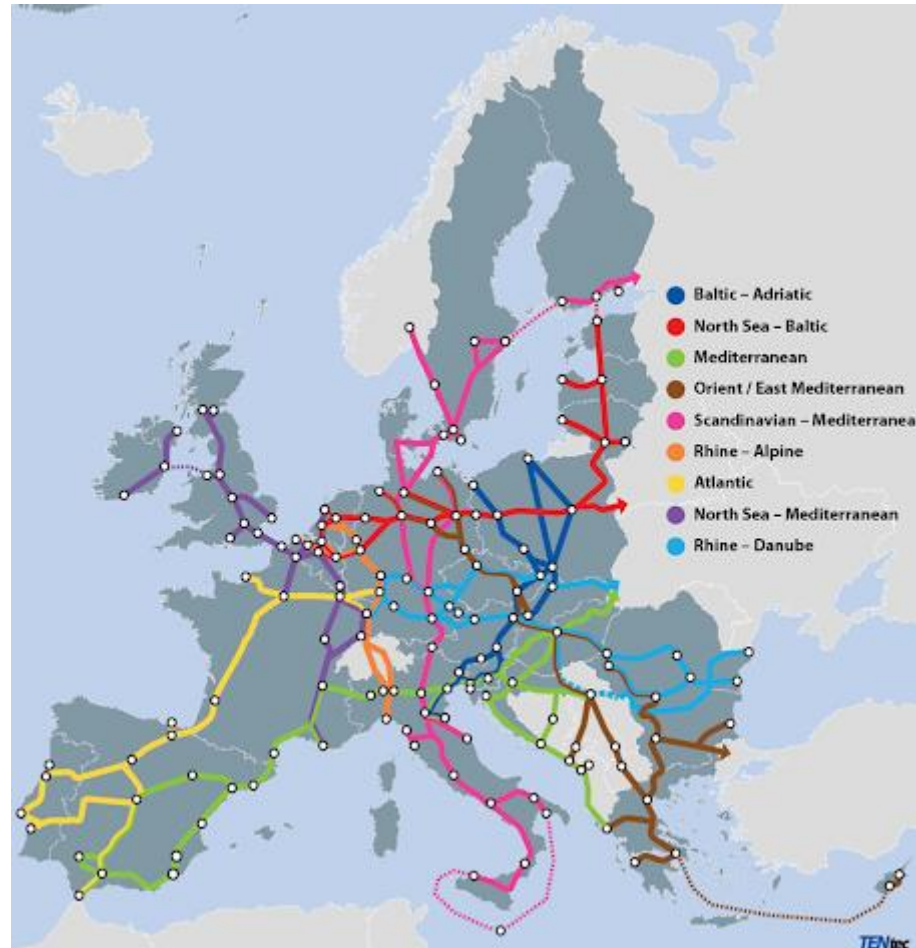 Baltic – Adriatic
North Sea – Baltic
Mediterranean
Orient / East Mediterranean
Scandinavian – Mediterranea
Rhine – Alpine
Atlantic
North Sea – Mediterranean
Rhine – Danube
TENtec